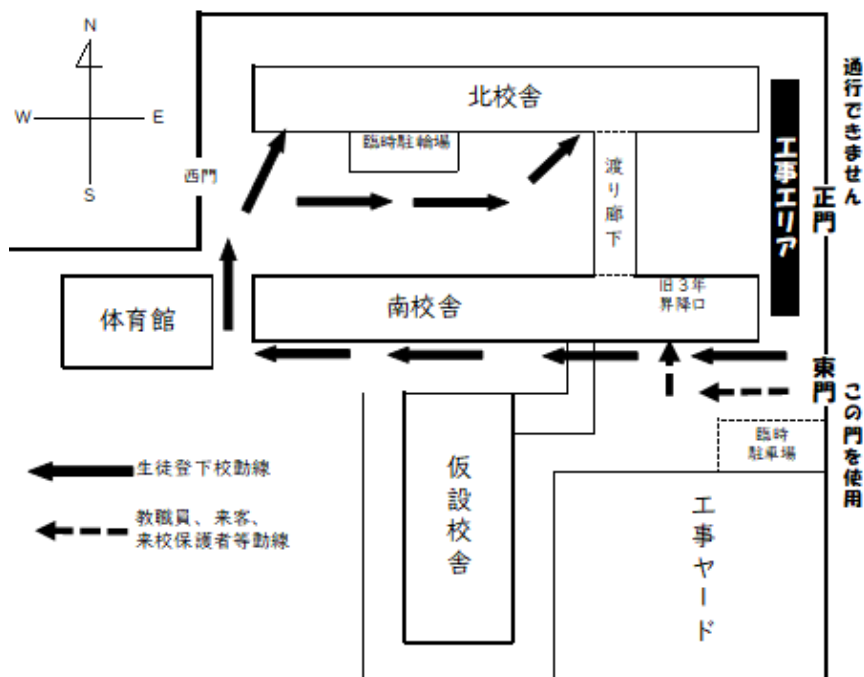 N
W
E
S
北校舎
臨時駐輪場
西門
渡り廊下
工事エリア
通行できません
正門
体育館
南校舎
旧3年
昇降口
東門
この門を使用
臨時
駐車場
仮設校舎
工事ヤード
生徒登下校動線
教職員、来客、
来校保護者等動線